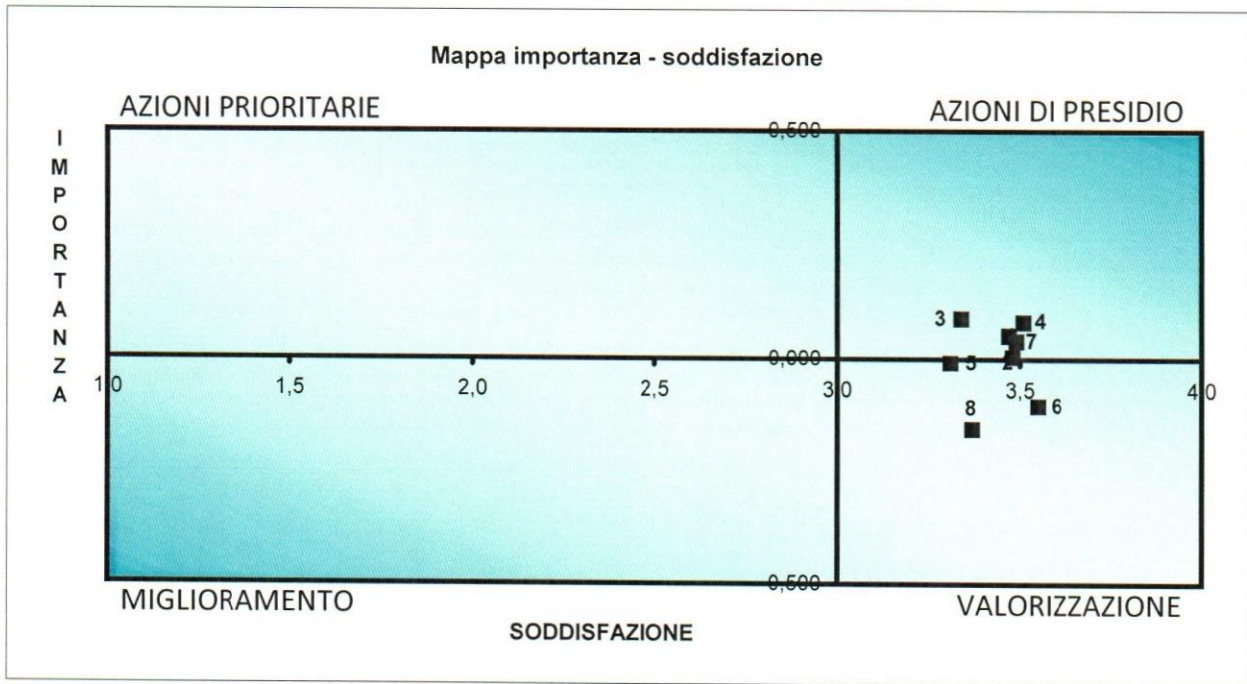 Mappa importanza - soddisfazione
AZIONI PRIORITARIE
AZIONI DI PRESIDIO
IMPORTANZA
0,500
3
4
7
0,000
5
2
1,0
1,5
2,0
2,5
3,0
3,5
4,0
8
6
0,500
MIGLIORAMENTO
VALORIZZAZIONE
SODDISFAZIONE